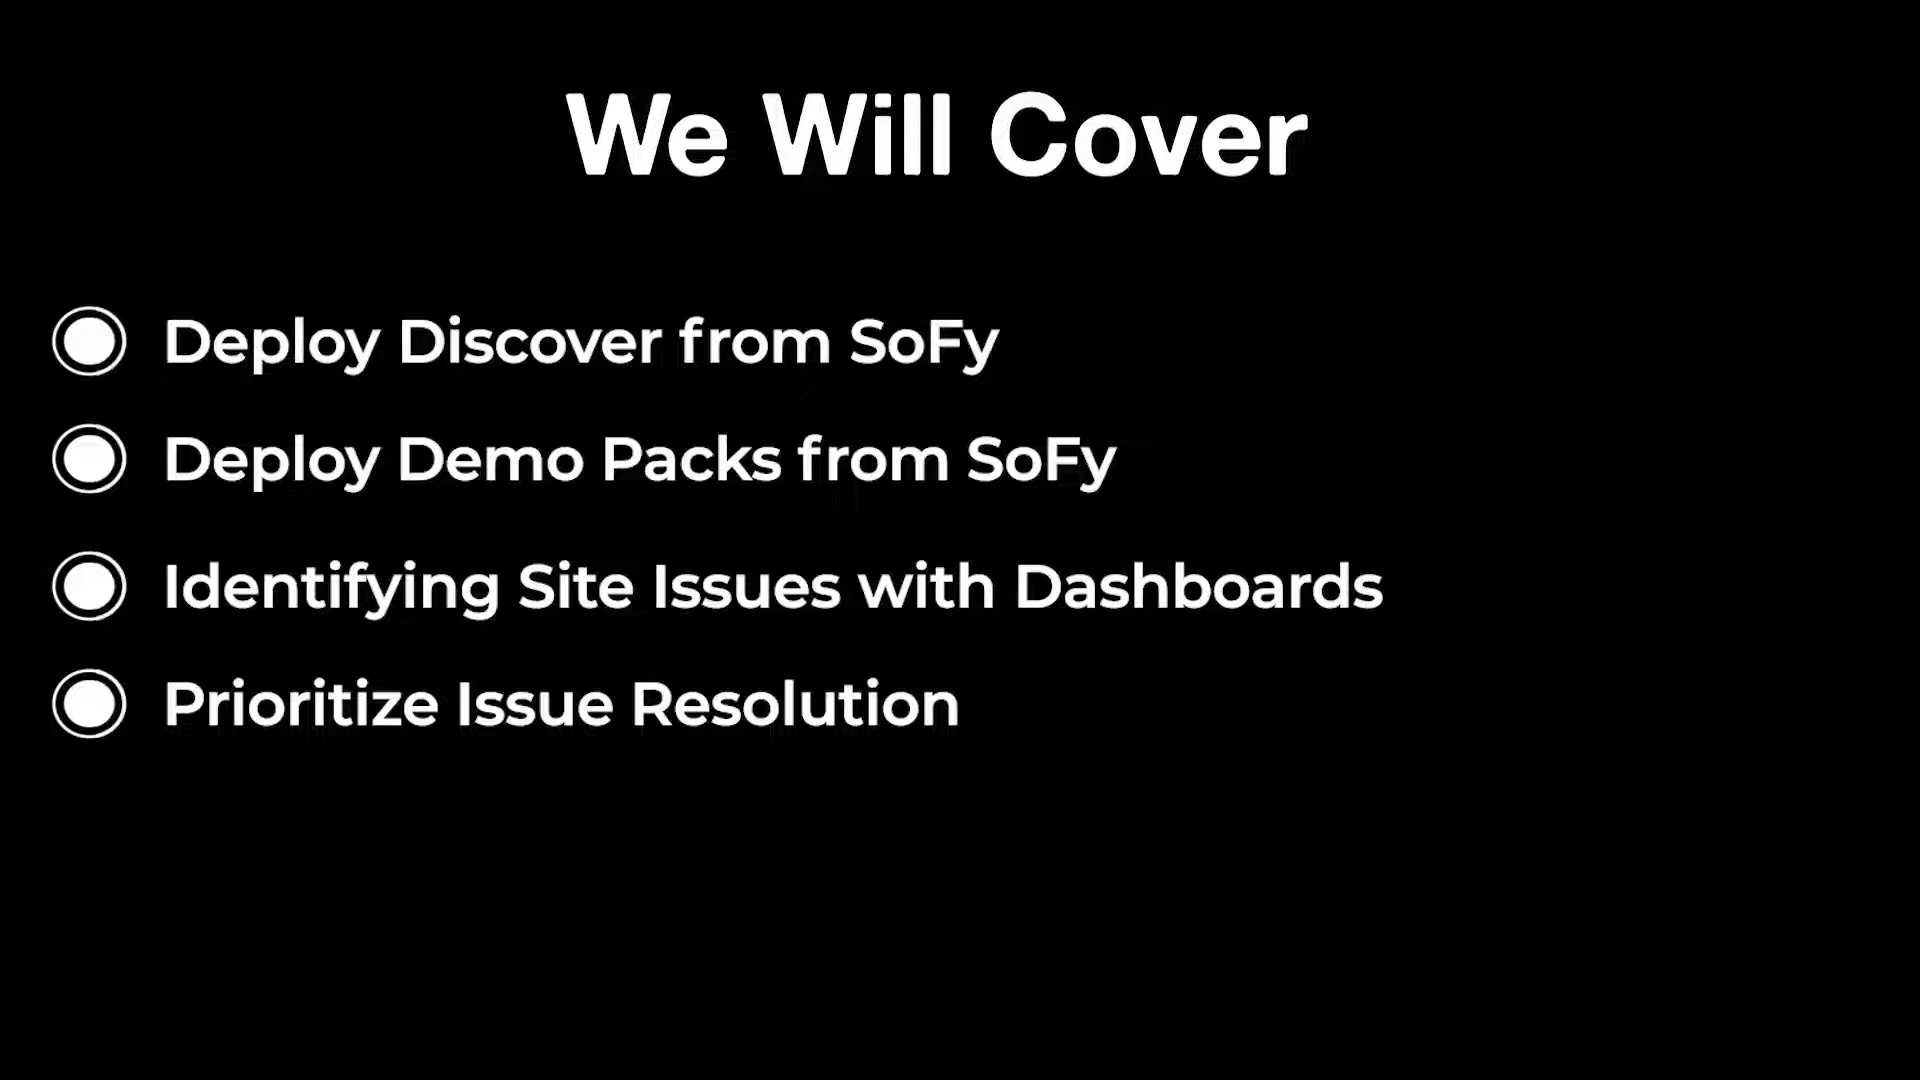 We Will Cover
Deploy Discover from SoFy
Deploy Demo Packs from SoFy
Identifying Site Issues with Dashboards
Prioritize Issue Resolution